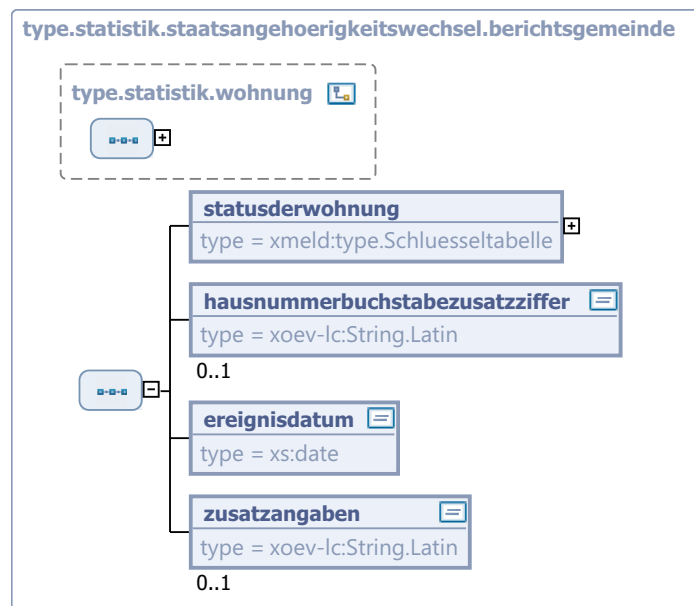 type.statistik.staatsangehoerigkeitswechsel.berichtsgemeinde
type.statistik.wohnung
statusderwohnung
type = xmeld:type.Schluesseltabelle
hausnummerbuchstabezusatzziffer
type = xoev-lc:String.Latin
0..1
ereignisdatum
type = xs:date
zusatzangaben
type = xoev-lc:String.Latin
0..1